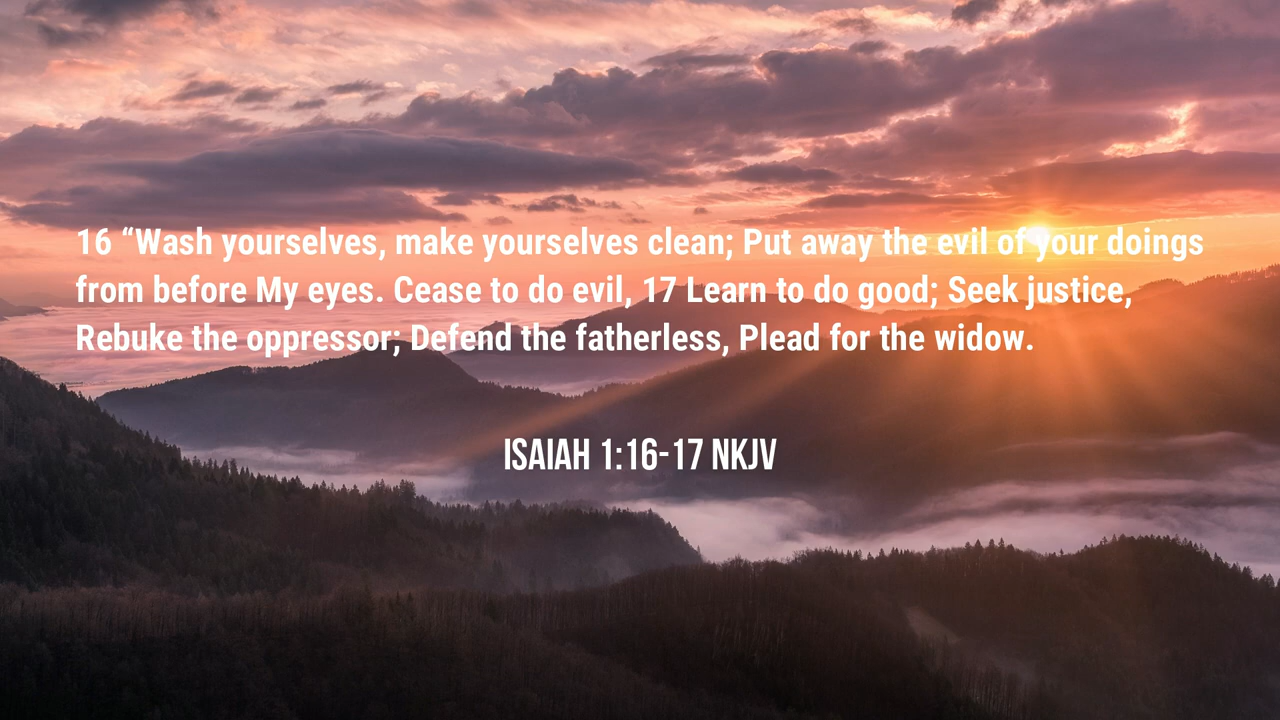 16 “Wash yourselves, make yourselves clean; Put away the evil of your doings
from before My eyes. Cease to do evil, 17 Learn to do good; Seek justice,
Rebuke the oppressor; Defend the fatherless, Plead for the widow.
ISAIAH 1:16-17 NKJV